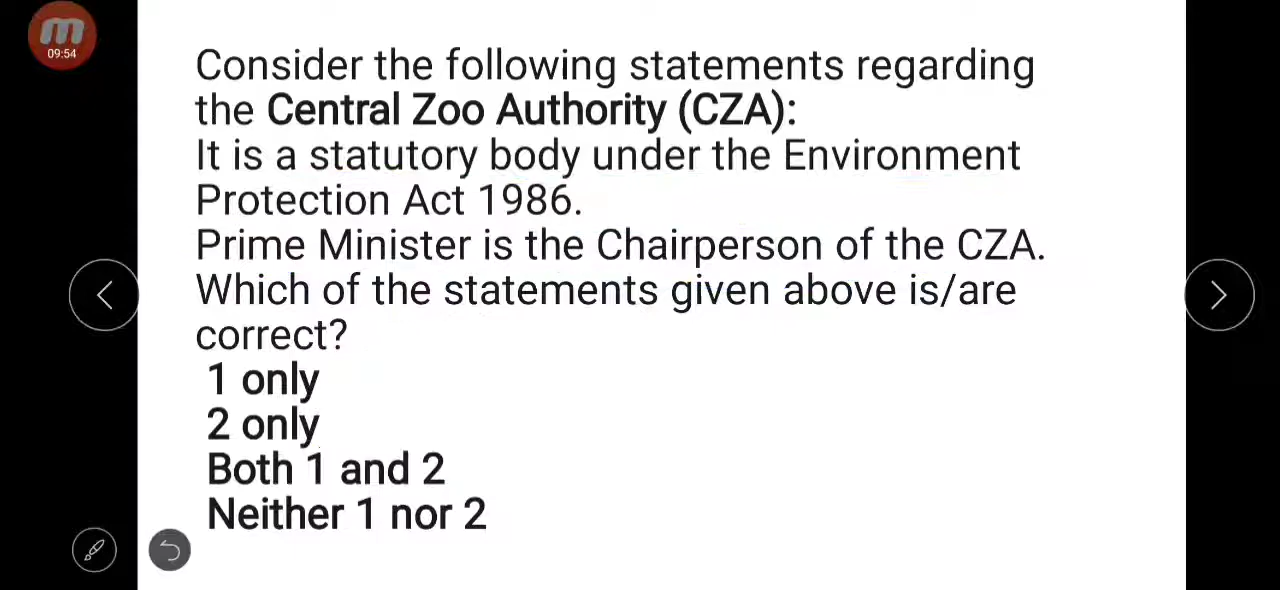 09:54
Consider the following statements regarding
the Central Zoo Authority (CZA):
It is a statutory body under the Environment
Protection Act 1986.
Prime Minister is the Chairperson of the CZA.
Which of the statements given above is/are
correct?
1 only
2 only
Both 1 and 2
Neither 1 nor 2